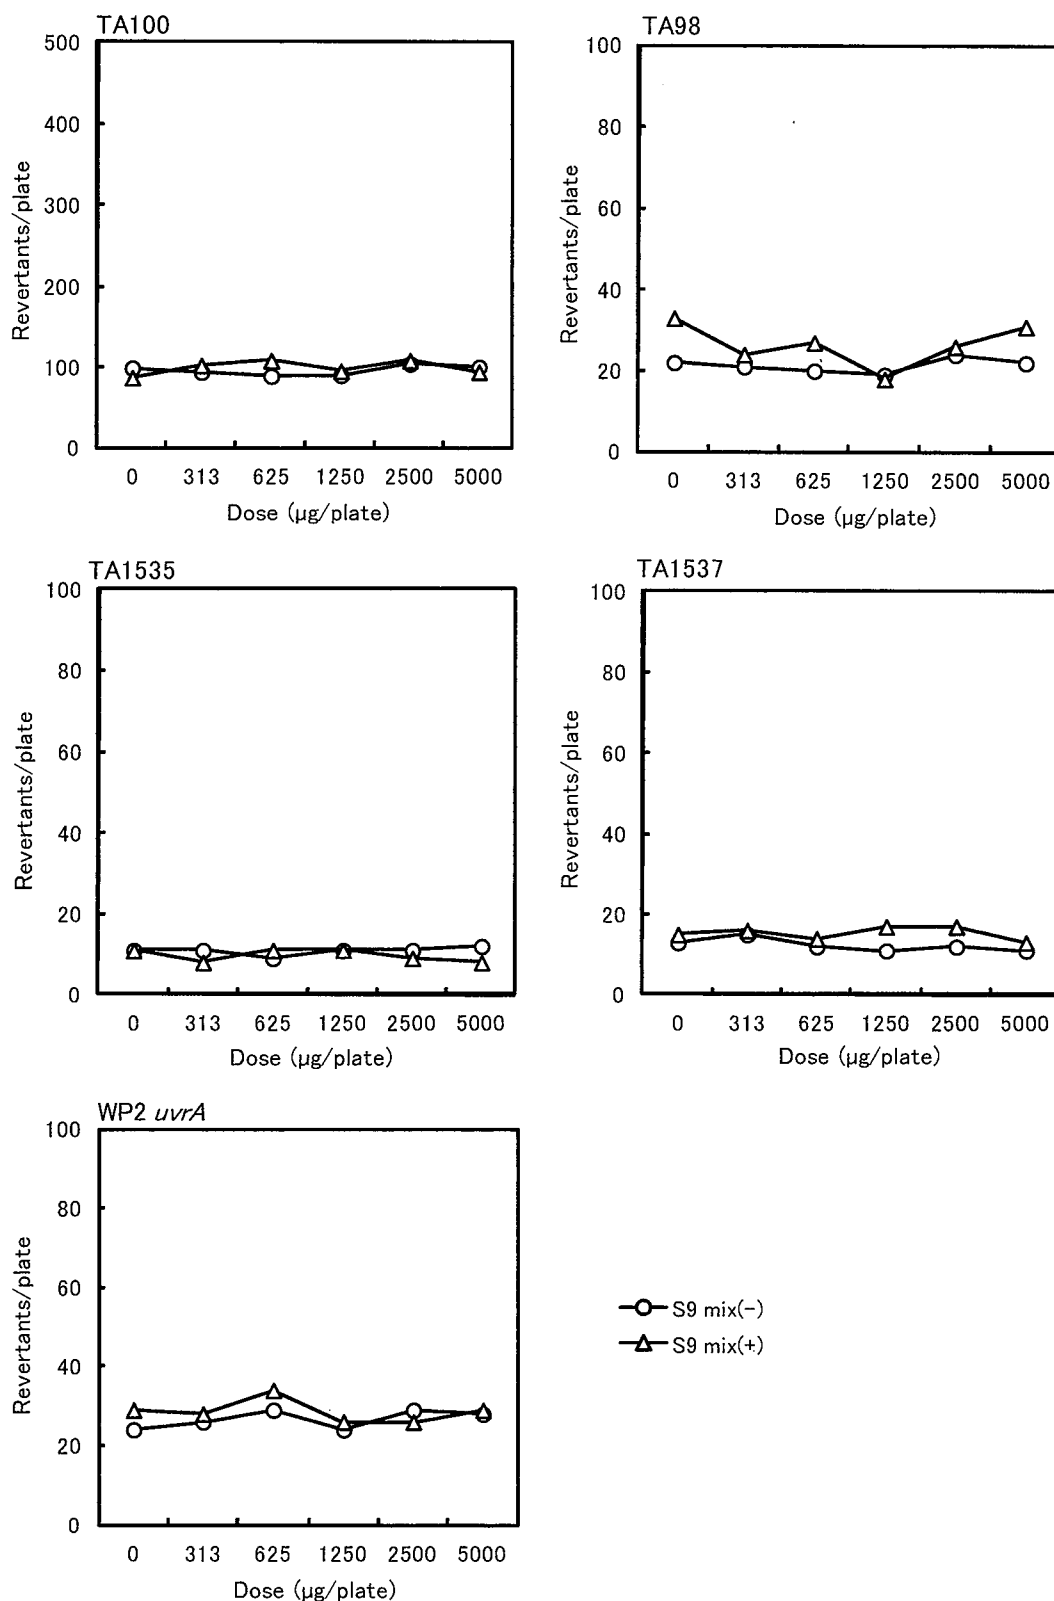 TA100
500
400
300
200
100
0
Revertants/plate
0 313 625 1250 2500 5000
Dose (µg/plate)
TA98
100
80
60
40
20
0
Revertants/plate
0 313 625 1250 2500 5000
Dose (µg/plate)
TA1535
100
80
60
40
20
0
Revertants/plate
0 313 625 1250 2500 5000
Dose (µg/plate)
TA1537
100
80
60
40
20
0
Revertants/plate
0 313 625 1250 2500 5000
Dose (µg/plate)
WP2 uvrA
100
80
60
40
20
0
Revertants/plate
0 313 625 1250 2500 5000
Dose (µg/plate)
S9 mix(-)
S9 mix(+)